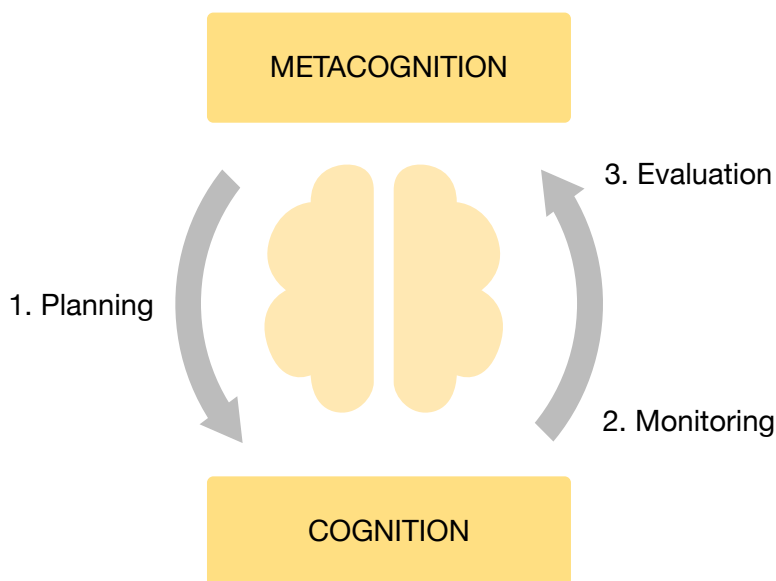 METACOGNITION
3. Evaluation
1. Planning
2. Monitoring
COGNITION